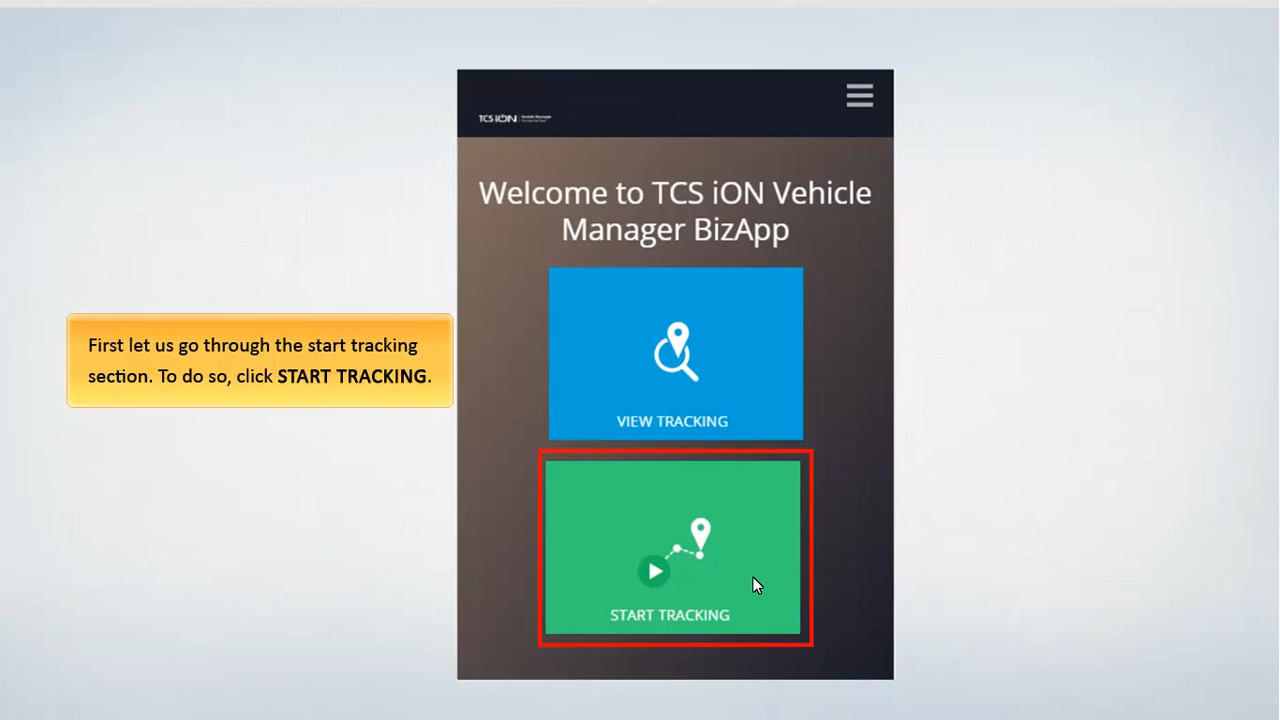 TCS iON
Welcome to TCS iON Vehicle
Manager BizApp
First let us go through the start tracking
section. To do so, click START TRACKING.
VIEW TRACKING
START TRACKING